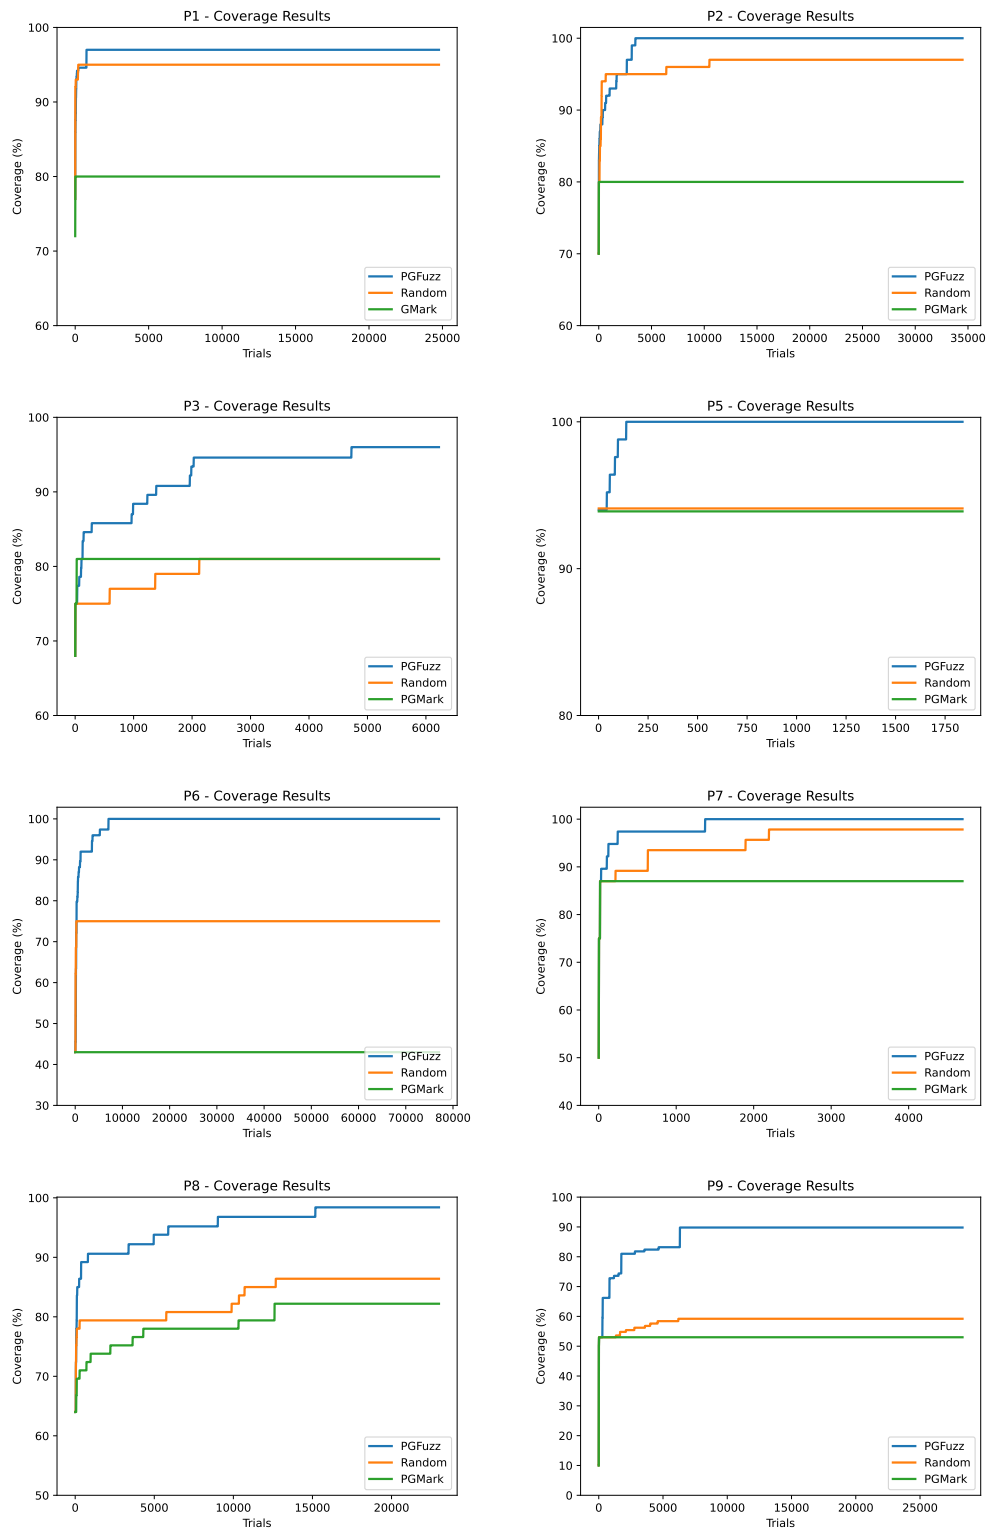 P1 - Coverage Results
100
90
80
70
60
Coverage (%)
0 5000 10000 15000 20000 25000
Trials
PGFuzz
Random
GMark
P2 - Coverage Results
100
90
80
70
60
Coverage (%)
0 5000 10000 15000 20000 25000 30000 35000
Trials
PGFuzz
Random
PGMark
P3 - Coverage Results
100
90
80
70
60
Coverage (%)
0 1000 2000 3000 4000 5000 6000
Trials
PGFuzz
Random
PGMark
P5 - Coverage Results
100
90
80
Coverage (%)
0 250 500 750 1000 1250 1500 1750
Trials
PGFuzz
Random
PGMark
P6 - Coverage Results
100
90
80
70
60
50
40
30
Coverage (%)
0 10000 20000 30000 40000 50000 60000 70000 80000
Trials
PGFuzz
Random
PGMark
P7 - Coverage Results
100
90
80
70
60
50
40
Coverage (%)
0 1000 2000 3000 4000
Trials
PGFuzz
Random
PGMark
P8 - Coverage Results
100
90
80
70
60
50
Coverage (%)
0 5000 10000 15000 20000
Trials
PGFuzz
Random
PGMark
P9 - Coverage Results
100
90
80
70
60
50
40
30
20
10
0
Coverage (%)
0 5000 10000 15000 20000 25000
Trials
PGFuzz
Random
PGMark